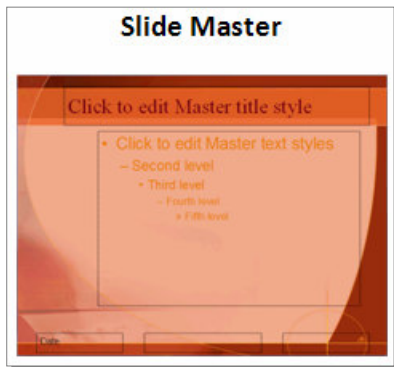 Slide Master
Click to edit Master title style
• Click to edit Master text styles
– Second level
• Third level
– Fourth level
» Fifth level